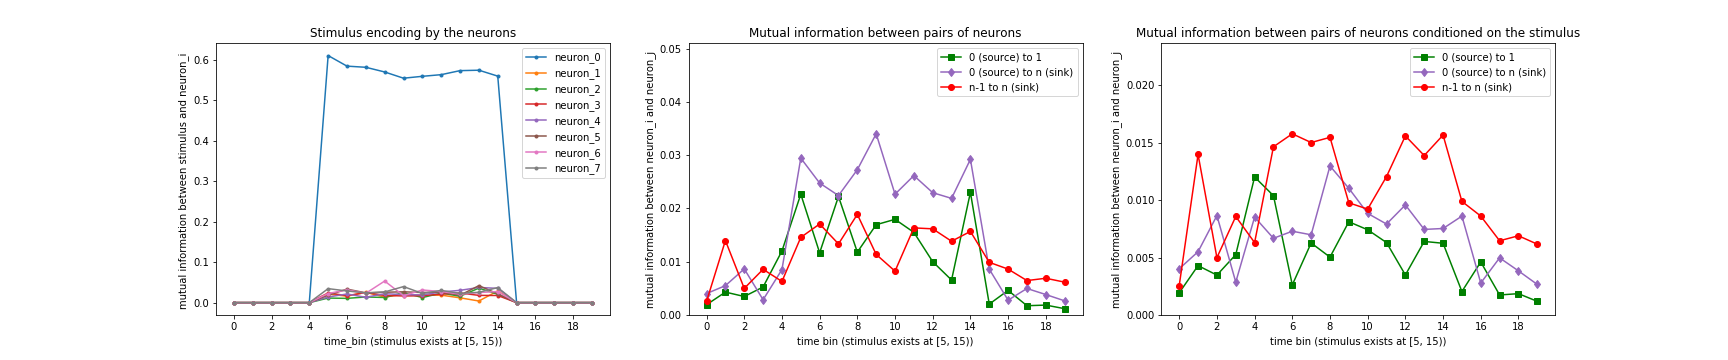 Stimulus encoding by the neurons
mutual information between stimulus and neuron_i
0.6
0.5
0.4
0.3
0.2
0.1
0.0
neuron_0
neuron_1
neuron_2
neuron_3
neuron_4
neuron_5
neuron_6
neuron_7
0 2 4 6 8 10 12 14 16 18
time_bin (stimulus exists at [5, 15))
Mutual information between pairs of neurons
mutual information between neuron_i and neuron_j
0.05
0.04
0.03
0.02
0.01
0.00
0 (source) to 1
0 (source) to n (sink)
n-1 to n (sink)
0 2 4 6 8 10 12 14 16 18
time bin (stimulus exists at [5, 15))
Mutual information between pairs of neurons conditioned on the stimulus
mutual information between neuron_i and neuron_j
0.020
0.015
0.010
0.005
0.000
0 (source) to 1
0 (source) to n (sink)
n-1 to n (sink)
0 2 4 6 8 10 12 14 16 18
time bin (stimulus exists at [5, 15))